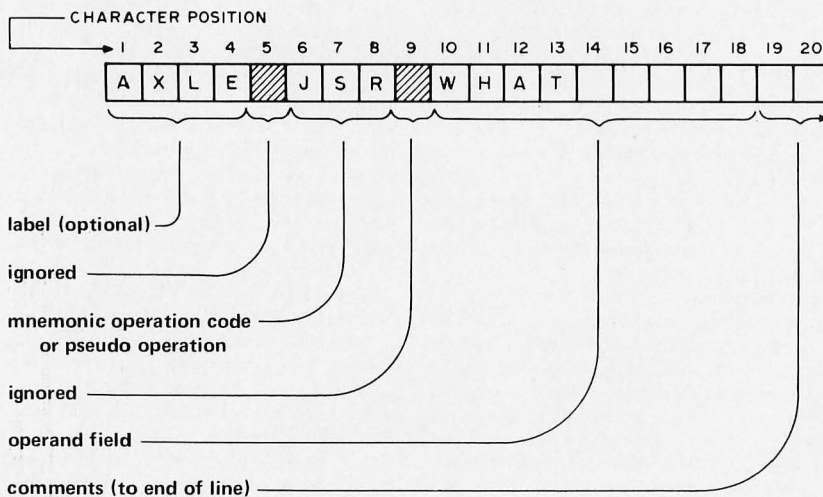 CHARACTER POSITION
1 2 3 4 5 6 7 8 9 10 11 12 13 14 15 16 17 18 19 20
A X L E J S R W H A T
label (optional)
ignored
mnemonic operation code
or pseudo operation
ignored
operand field
comments (to end of line)